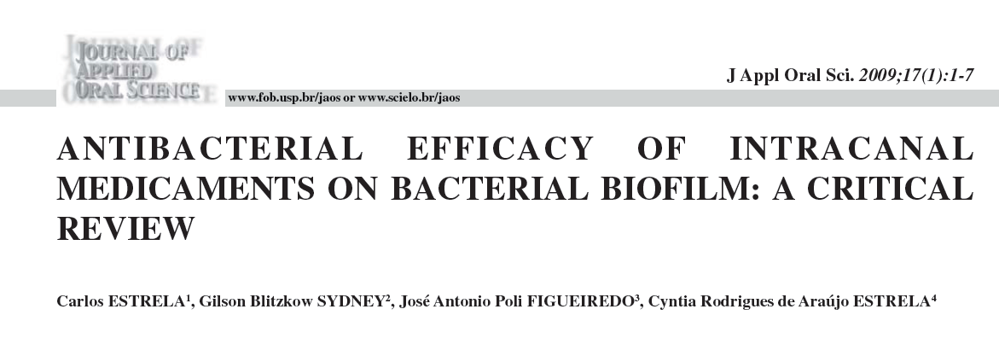 JOURNAL OF
APPLIED
ORAL SCIENCE
J Appl Oral Sci. 2009;17(1):1-7
www.fob.usp.br/jaos or www.scielo.br/jaos
ANTIBACTERIAL EFFICACY OF INTRACANAL
MEDICAMENTS ON BACTERIAL BIOFILM: A CRITICAL
REVIEW
Carlos ESTRELA¹, Gilson Blitzkow SYDNEY², José Antonio Poli FIGUEIREDO³, Cyntia Rodrigues de Araújo ESTRELA⁴